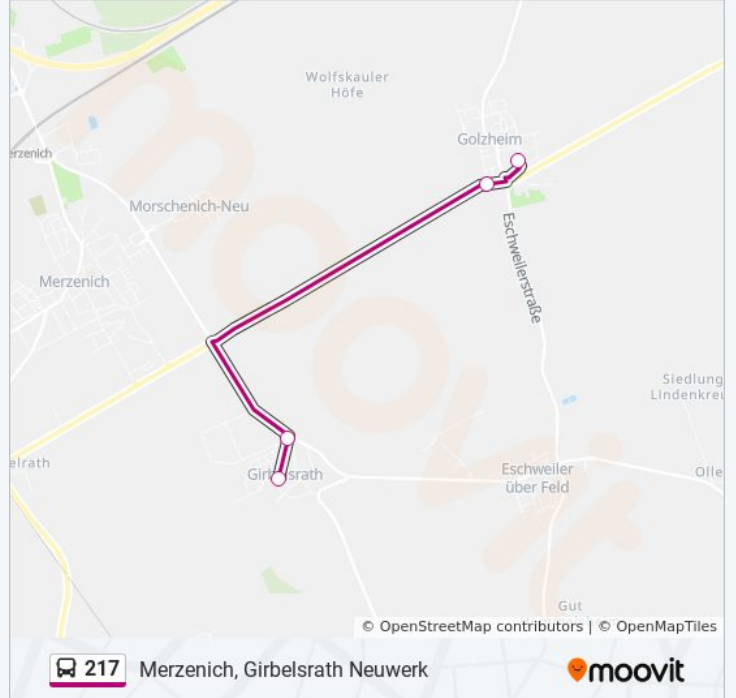 Wolfskauler
Höfe
Golzheim
erzenich
Morschenich-Neu
Eschweilerstraße
Merzenich
Siedlung
Lindenkreu
elrath
Girbelsrath
Eschweiler
über Feld
Olle
Gut
moovit
© OpenStreetMap contributors | © OpenMapTiles
217 Merzenich, Girbelsrath Neuwerk
moovit